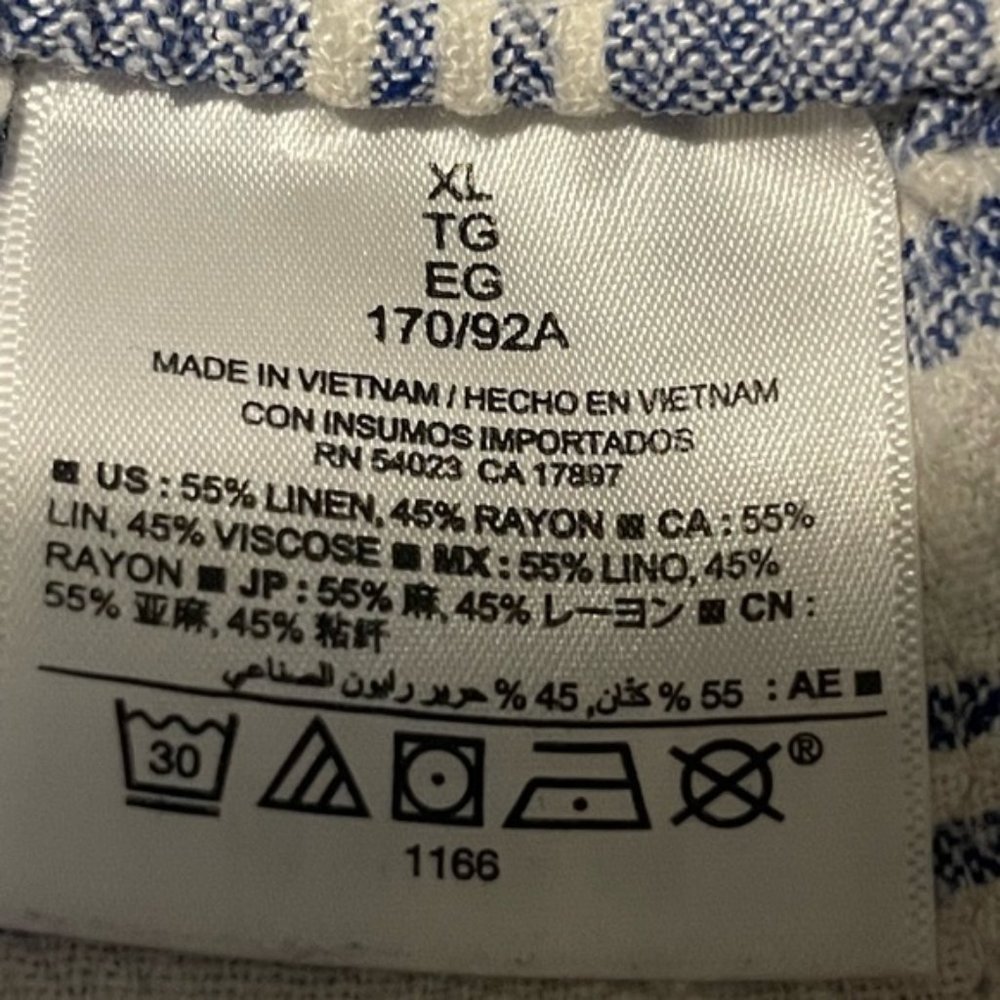 XL
TG
EG
170/92A
MADE IN VIETNAM / HECHO EN VIETNAM
CON INSUMOS IMPORTADOS
RN 54023 CA 17897
■ US : 55% LINEN, 45% RAYON ■ CA : 55%
LIN, 45% VISCOSE ■ MX : 55% LINO, 45%
RAYON ■ JP : 55% 麻, 45% レーヨン ■ CN :
55% 亚麻, 45% 粘纤
■ AE : 55 % كتان, 45 % حرير رايون الصناعي
30
®
1166